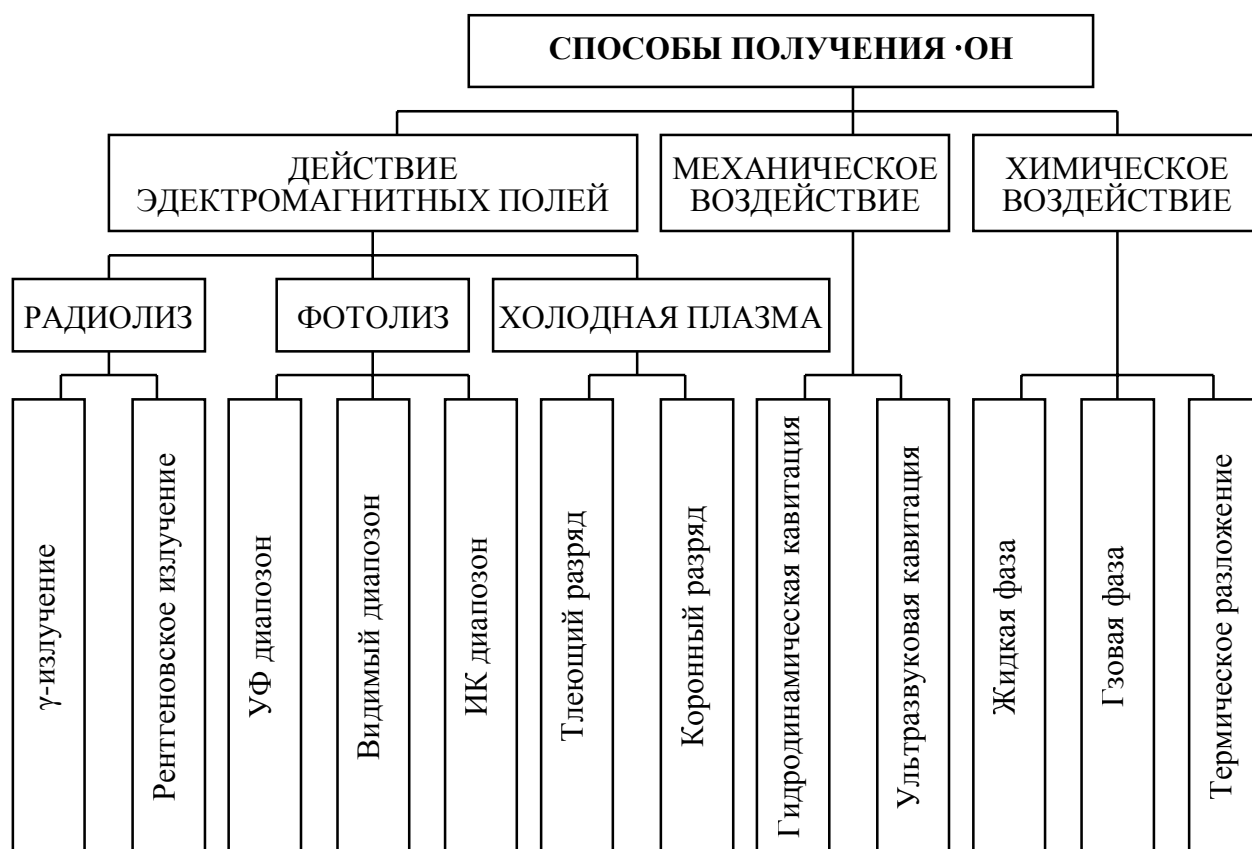 СПОСОБЫ ПОЛУЧЕНИЯ ·ОН
ДЕЙСТВИЕ
ЭДЕКТРОМАГНИТНЫХ ПОЛЕЙ
МЕХАНИЧЕСКОЕ
ВОЗДЕЙСТВИЕ
ХИМИЧЕСКОЕ
ВОЗДЕЙСТВИЕ
РАДИОЛИЗ
ФОТОЛИЗ
ХОЛОДНАЯ ПЛАЗМА
γ-излучение
Рентгеновское излучение
УФ диапозон
Видимый диапозон
ИК диапозон
Тлеющий разряд
Коронный разряд
Гидродинамическая кавитация
Ультразвуковая кавитация
Жидкая фаза
Гзовая фаза
Термическое разложение